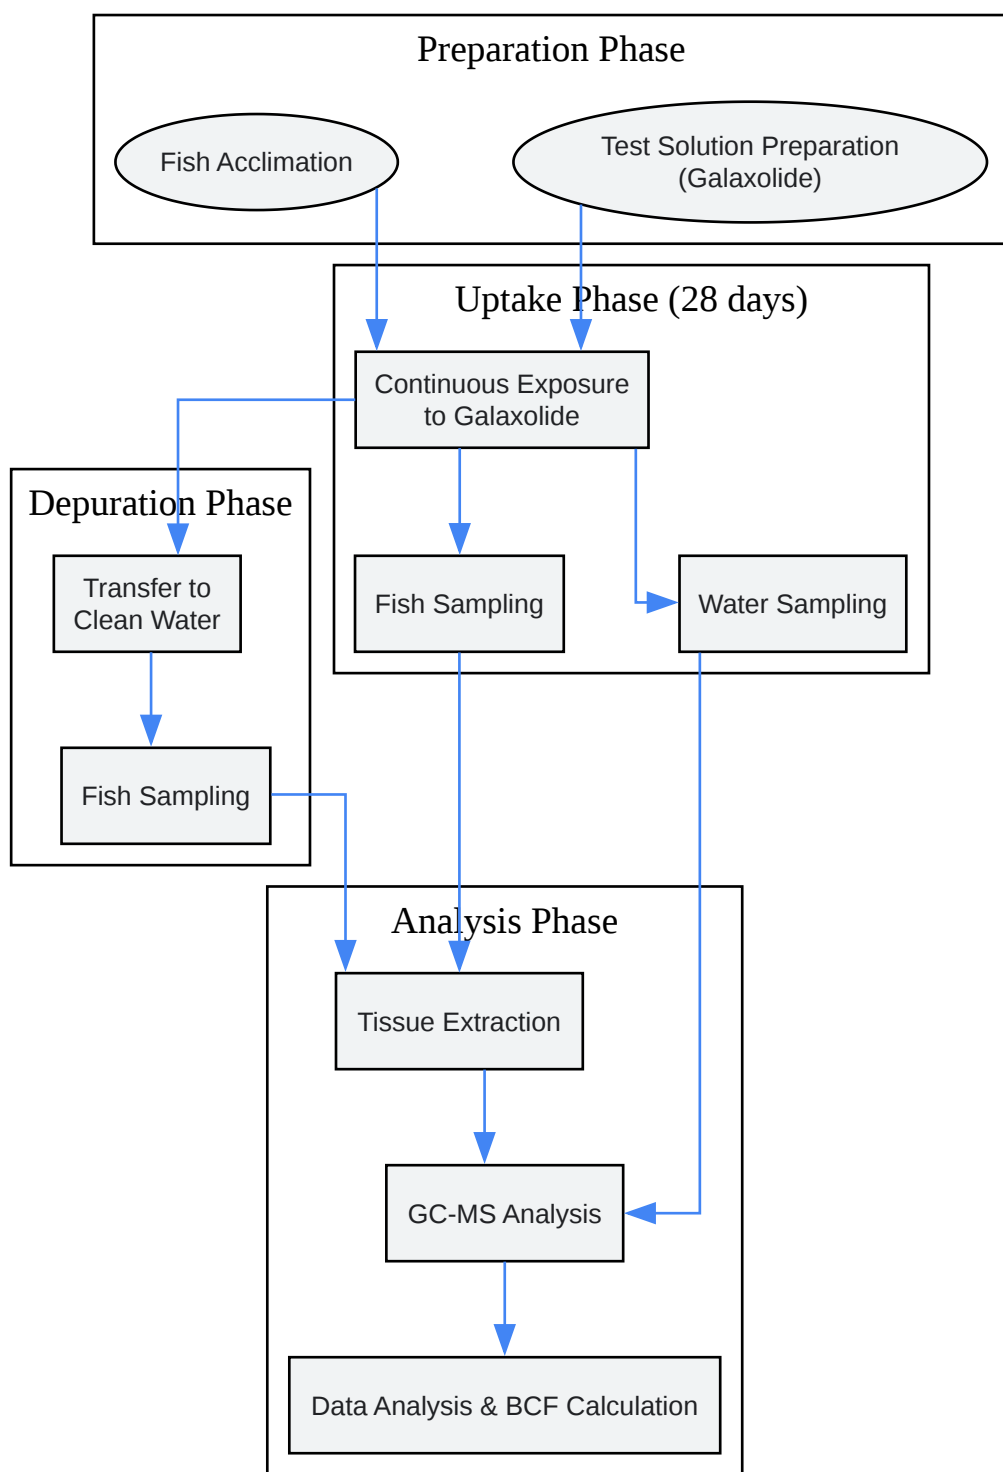 Preparation Phase
Fish Acclimation
Test Solution Preparation
(Galaxolide)
Uptake Phase (28 days)
Continuous Exposure
to Galaxolide
Depuration Phase
Transfer to
Clean Water
Fish Sampling
Water Sampling
Fish Sampling
Analysis Phase
Tissue Extraction
GC-MS Analysis
Data Analysis & BCF Calculation